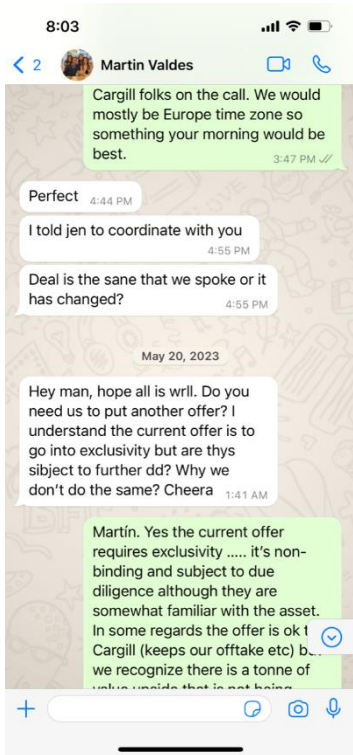 8:03
2
Martin Valdes
Cargill folks on the call. We would
mostly be Europe time zone so
something your morning would be
best.
3:47 PM
Perfect
4:44 PM
I told jen to coordinate with you
4:55 PM
Deal is the sane that we spoke or it
has changed?
4:55 PM
May 20, 2023
Hey man, hope all is wrll. Do you
need us to put another offer? I
understand the current offer is to
go into exclusivity but are thys
sibject to further dd? Why we
don't do the same? Cheera
1:41 AM
Martín. Yes the current offer
requires exclusivity ..... it's non-
binding and subject to due
diligence although they are
somewhat familiar with the asset.
In some regards the offer is ok
Cargill (keeps our offtake etc)
we recognize there is a tonne of
value upside that is not being